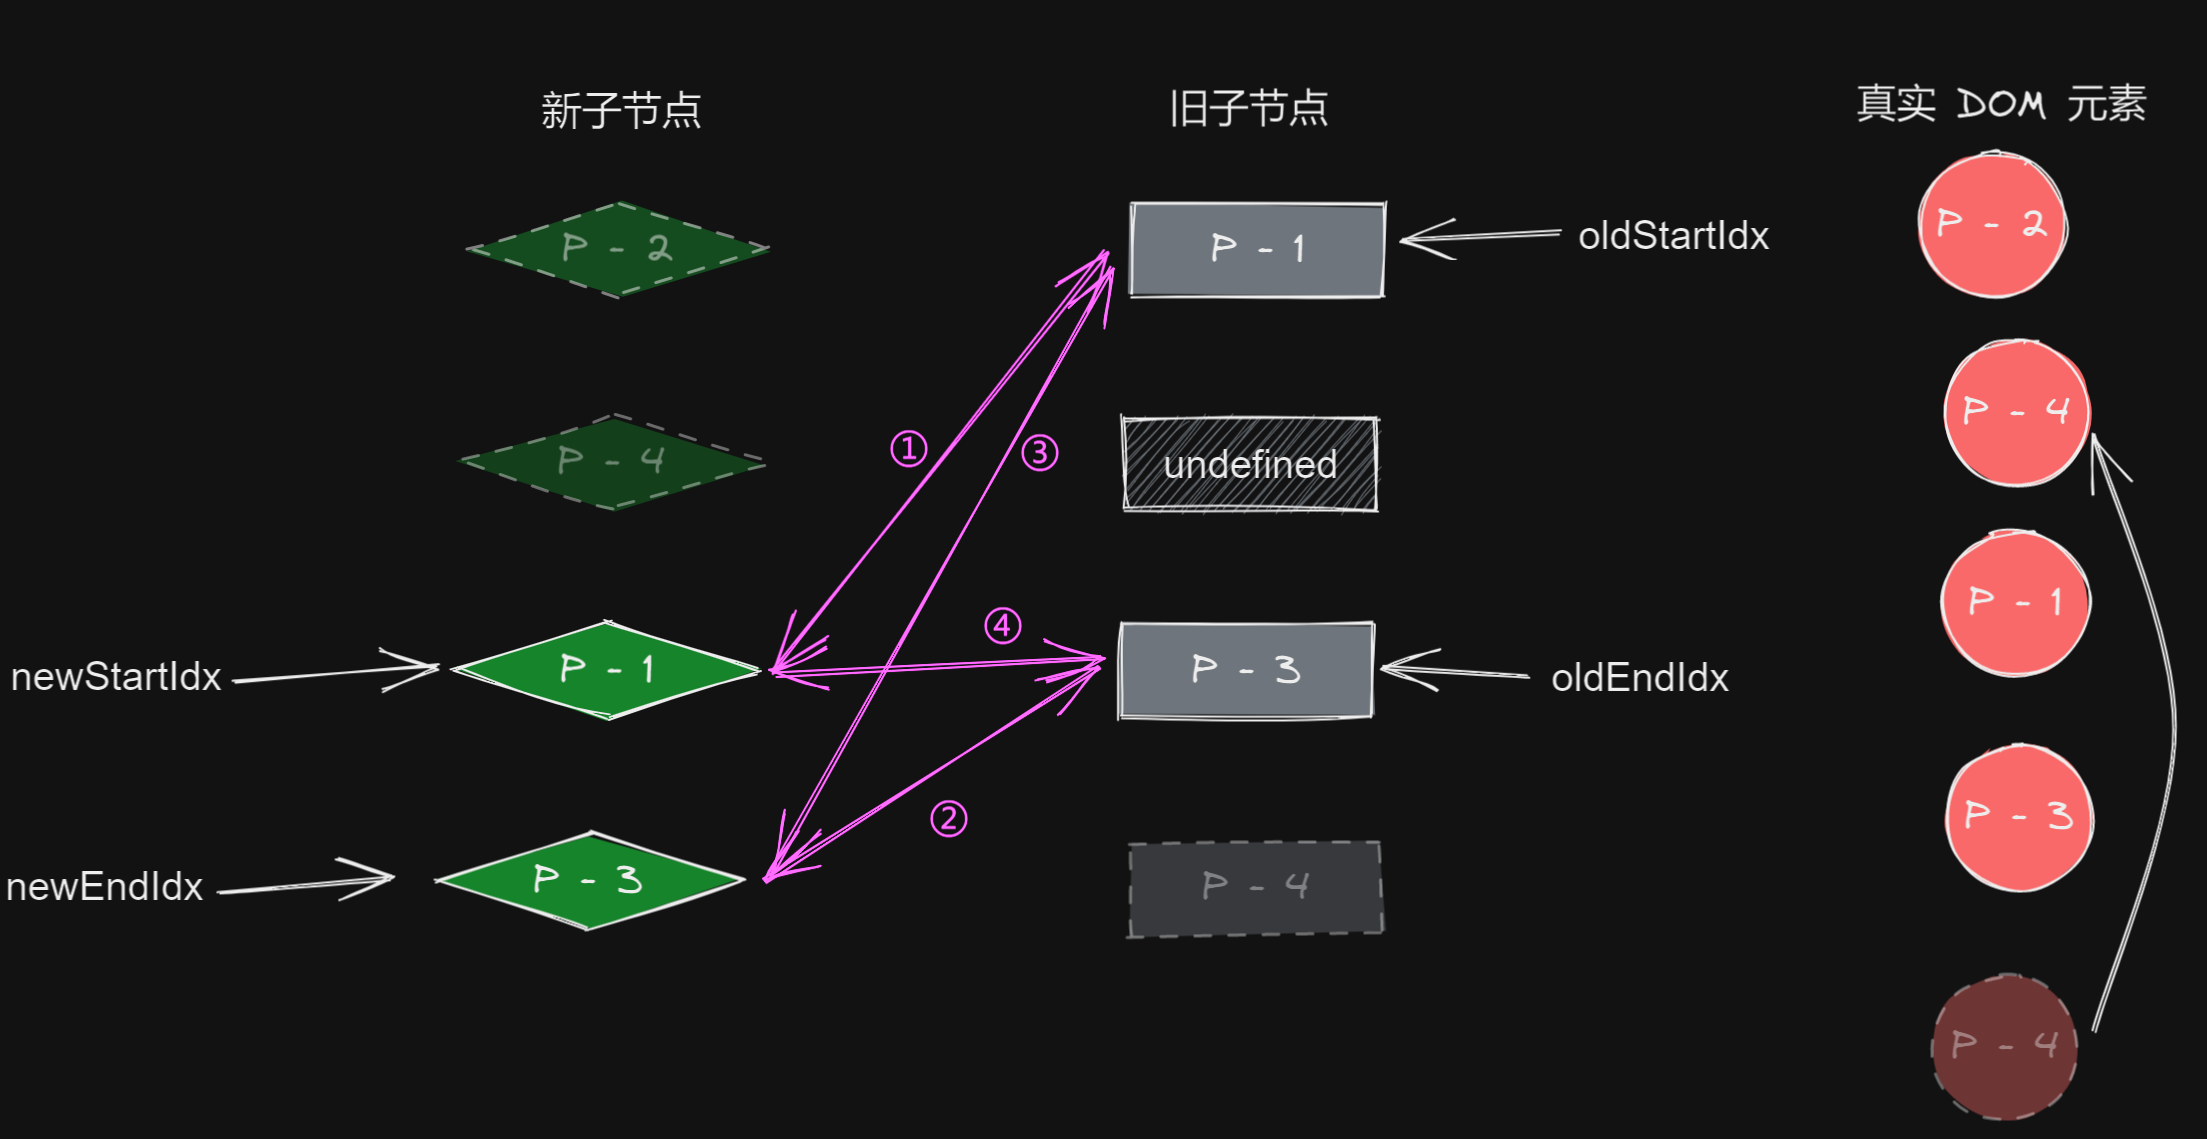 新子节点
旧子节点
真实 DOM 元素
P - 2
P - 1
oldStartIdx
P - 2
①
③
P - 4
undefined
P - 4
④
newStartIdx
P - 1
P - 3
oldEndIdx
P - 1
②
newEndIdx
P - 3
P - 4
P - 3
P - 4